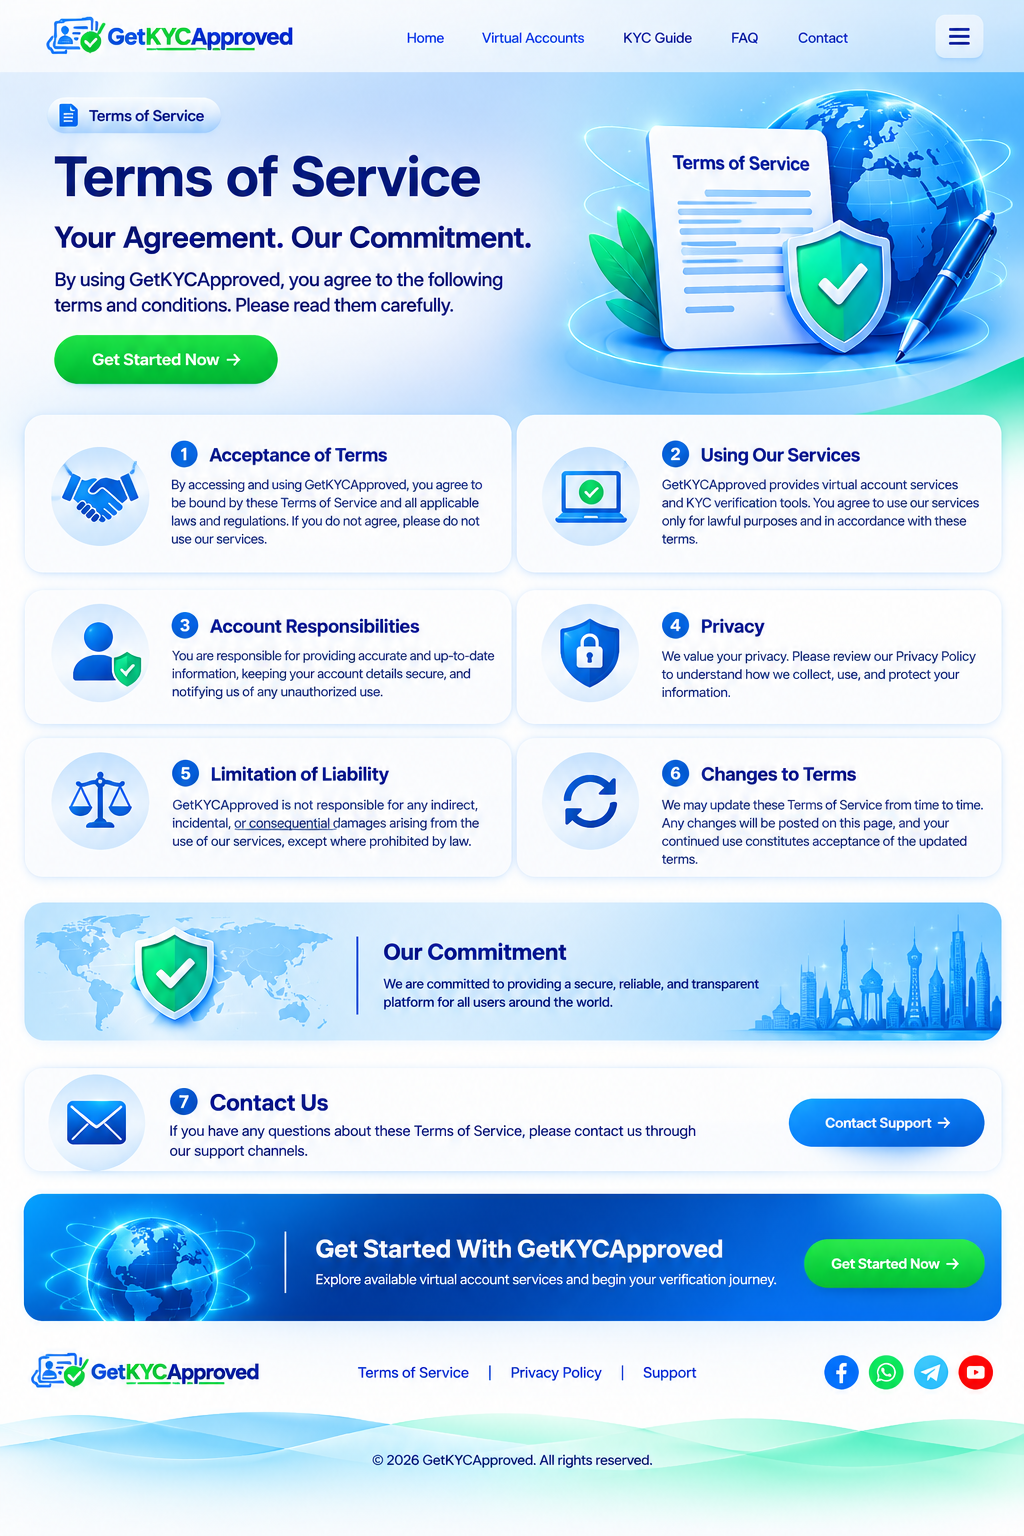 GetKYCApproved
Home
Virtual Accounts
KYC Guide
FAQ
Contact
Terms of Service
Terms of Service
Your Agreement. Our Commitment.
By using GetKYCApproved, you agree to the following
terms and conditions. Please read them carefully.
Get Started Now →
Terms of Service
1 Acceptance of Terms
By accessing and using GetKYCApproved, you agree to
be bound by these Terms of Service and all applicable
laws and regulations. If you do not agree, please do not
use our services.
2 Using Our Services
GetKYCApproved provides virtual account services
and KYC verification tools. You agree to use our services
only for lawful purposes and in accordance with these
terms.
3 Account Responsibilities
You are responsible for providing accurate and up-to-date
information, keeping your account details secure, and
notifying us of any unauthorized use.
4 Privacy
We value your privacy. Please review our Privacy Policy
to understand how we collect, use, and protect your
information.
5 Limitation of Liability
GetKYCApproved is not responsible for any indirect,
incidental, or consequential damages arising from the
use of our services, except where prohibited by law.
6 Changes to Terms
We may update these Terms of Service from time to time.
Any changes will be posted on this page, and your
continued use constitutes acceptance of the updated
terms.
Our Commitment
We are committed to providing a secure, reliable, and transparent
platform for all users around the world.
7 Contact Us
If you have any questions about these Terms of Service, please contact us through
our support channels.
Contact Support →
Get Started With GetKYCApproved
Explore available virtual account services and begin your verification journey.
Get Started Now →
GetKYCApproved
Terms of Service | Privacy Policy | Support
© 2026 GetKYCApproved. All rights reserved.